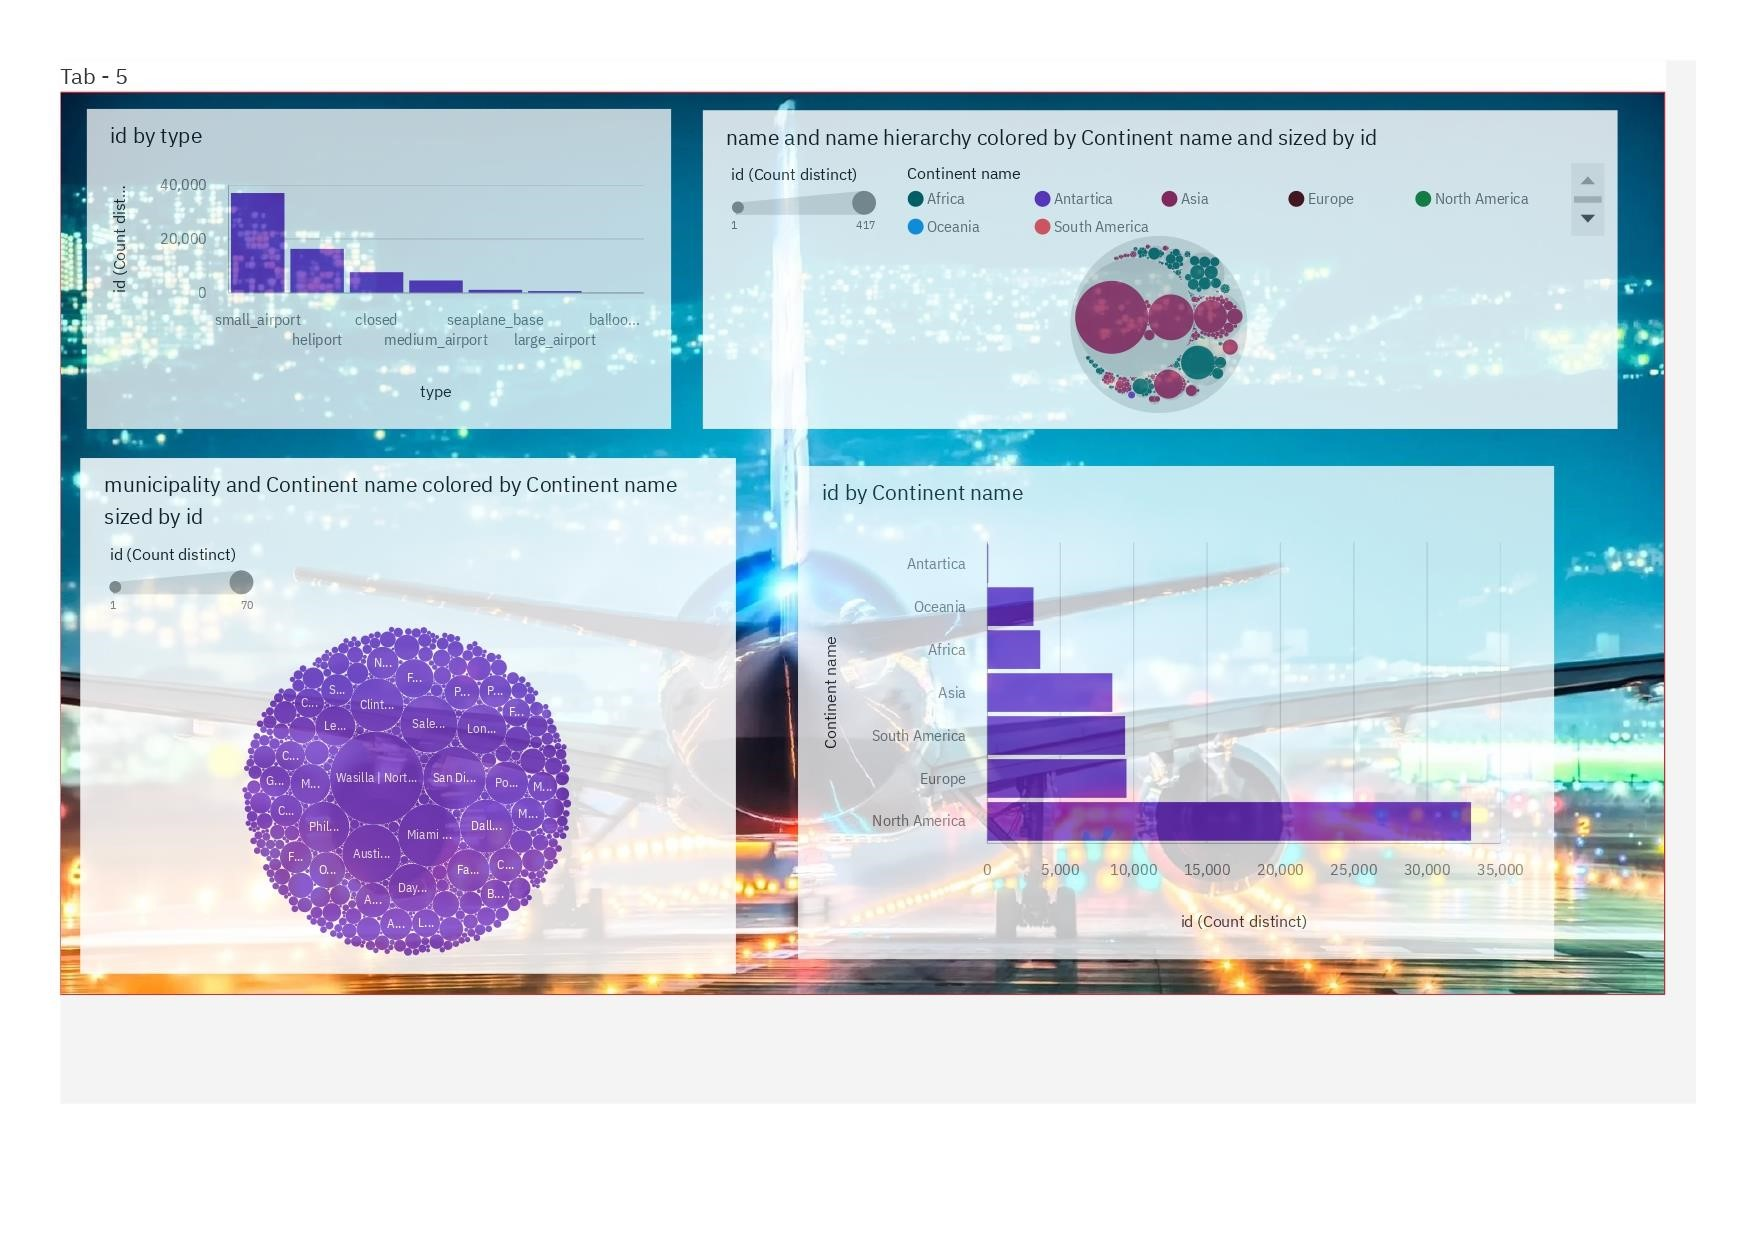 Tab - 5
id by type
id (Count dist...
40,000
20,000
0
small_airport
closed
seaplane_base
balloo...
heliport
medium_airport
large_airport
type
name and name hierarchy colored by Continent name and sized by id
id (Count distinct)
1
417
Continent name
Africa
Antartica
Asia
Europe
North America
Oceania
South America
municipality and Continent name colored by Continent name
sized by id
id (Count distinct)
1
70
N...
F...
S...
P...
P...
C...
Clint...
F...
Le...
Sale...
Lon...
C...
Wasilla | Nort...
San Di...
G...
M...
Po...
M...
C...
M...
Phil...
Miami ...
Dall...
F...
Austi...
O...
Fa...
C...
Day...
B...
A...
A...
L...
id by Continent name
Continent name
Antartica
Oceania
Africa
Asia
South America
Europe
North America
0
5,000
10,000
15,000
20,000
25,000
30,000
35,000
id (Count distinct)